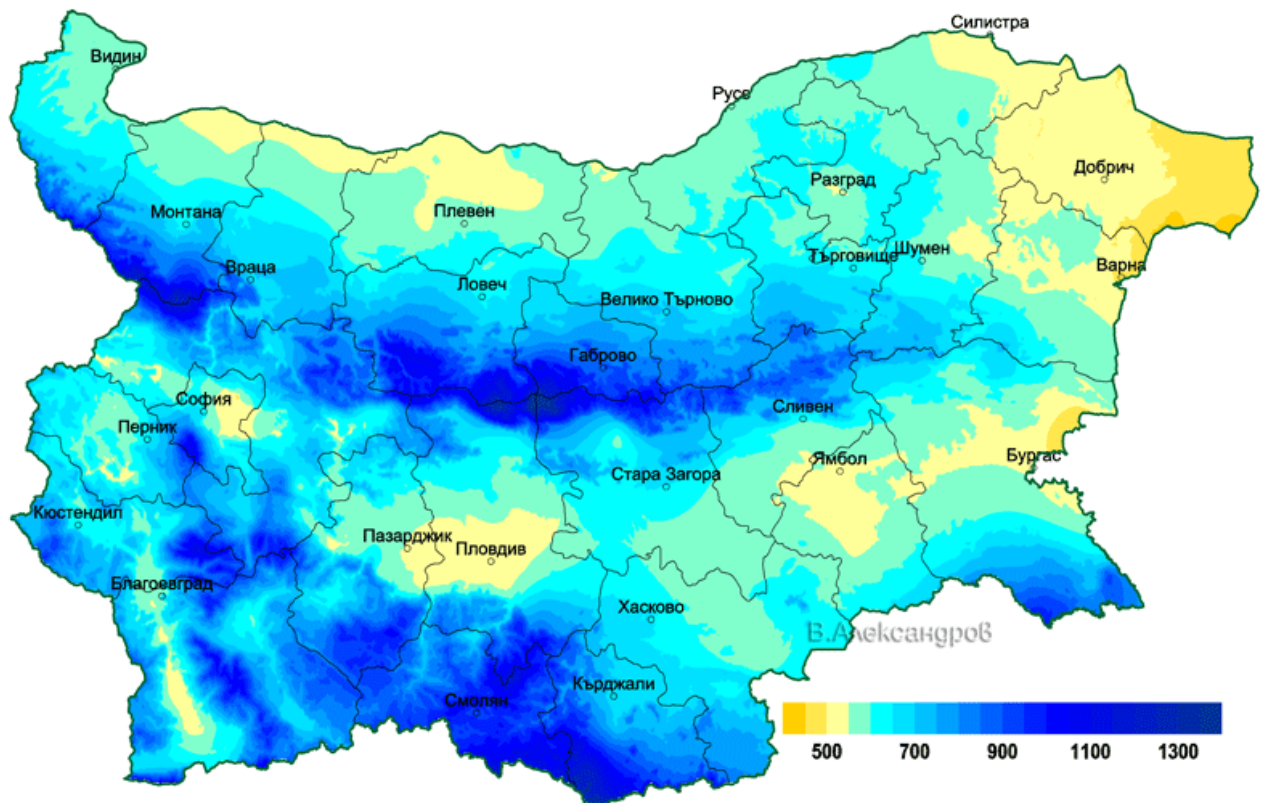 Силистра
Видин
Русе
Добрич
Разград
Монтана
Плевен
Шумен
Търговище
Варна
Враца
Ловеч
Велико Търново
Габрово
София
Сливен
Перник
Ямбол
Бургас
Стара Загора
Кюстендил
Пазарджик
Пловдив
Благоевград
Хасково
В.Александров
Кърджали
Смолян
500 700 900 1100 1300